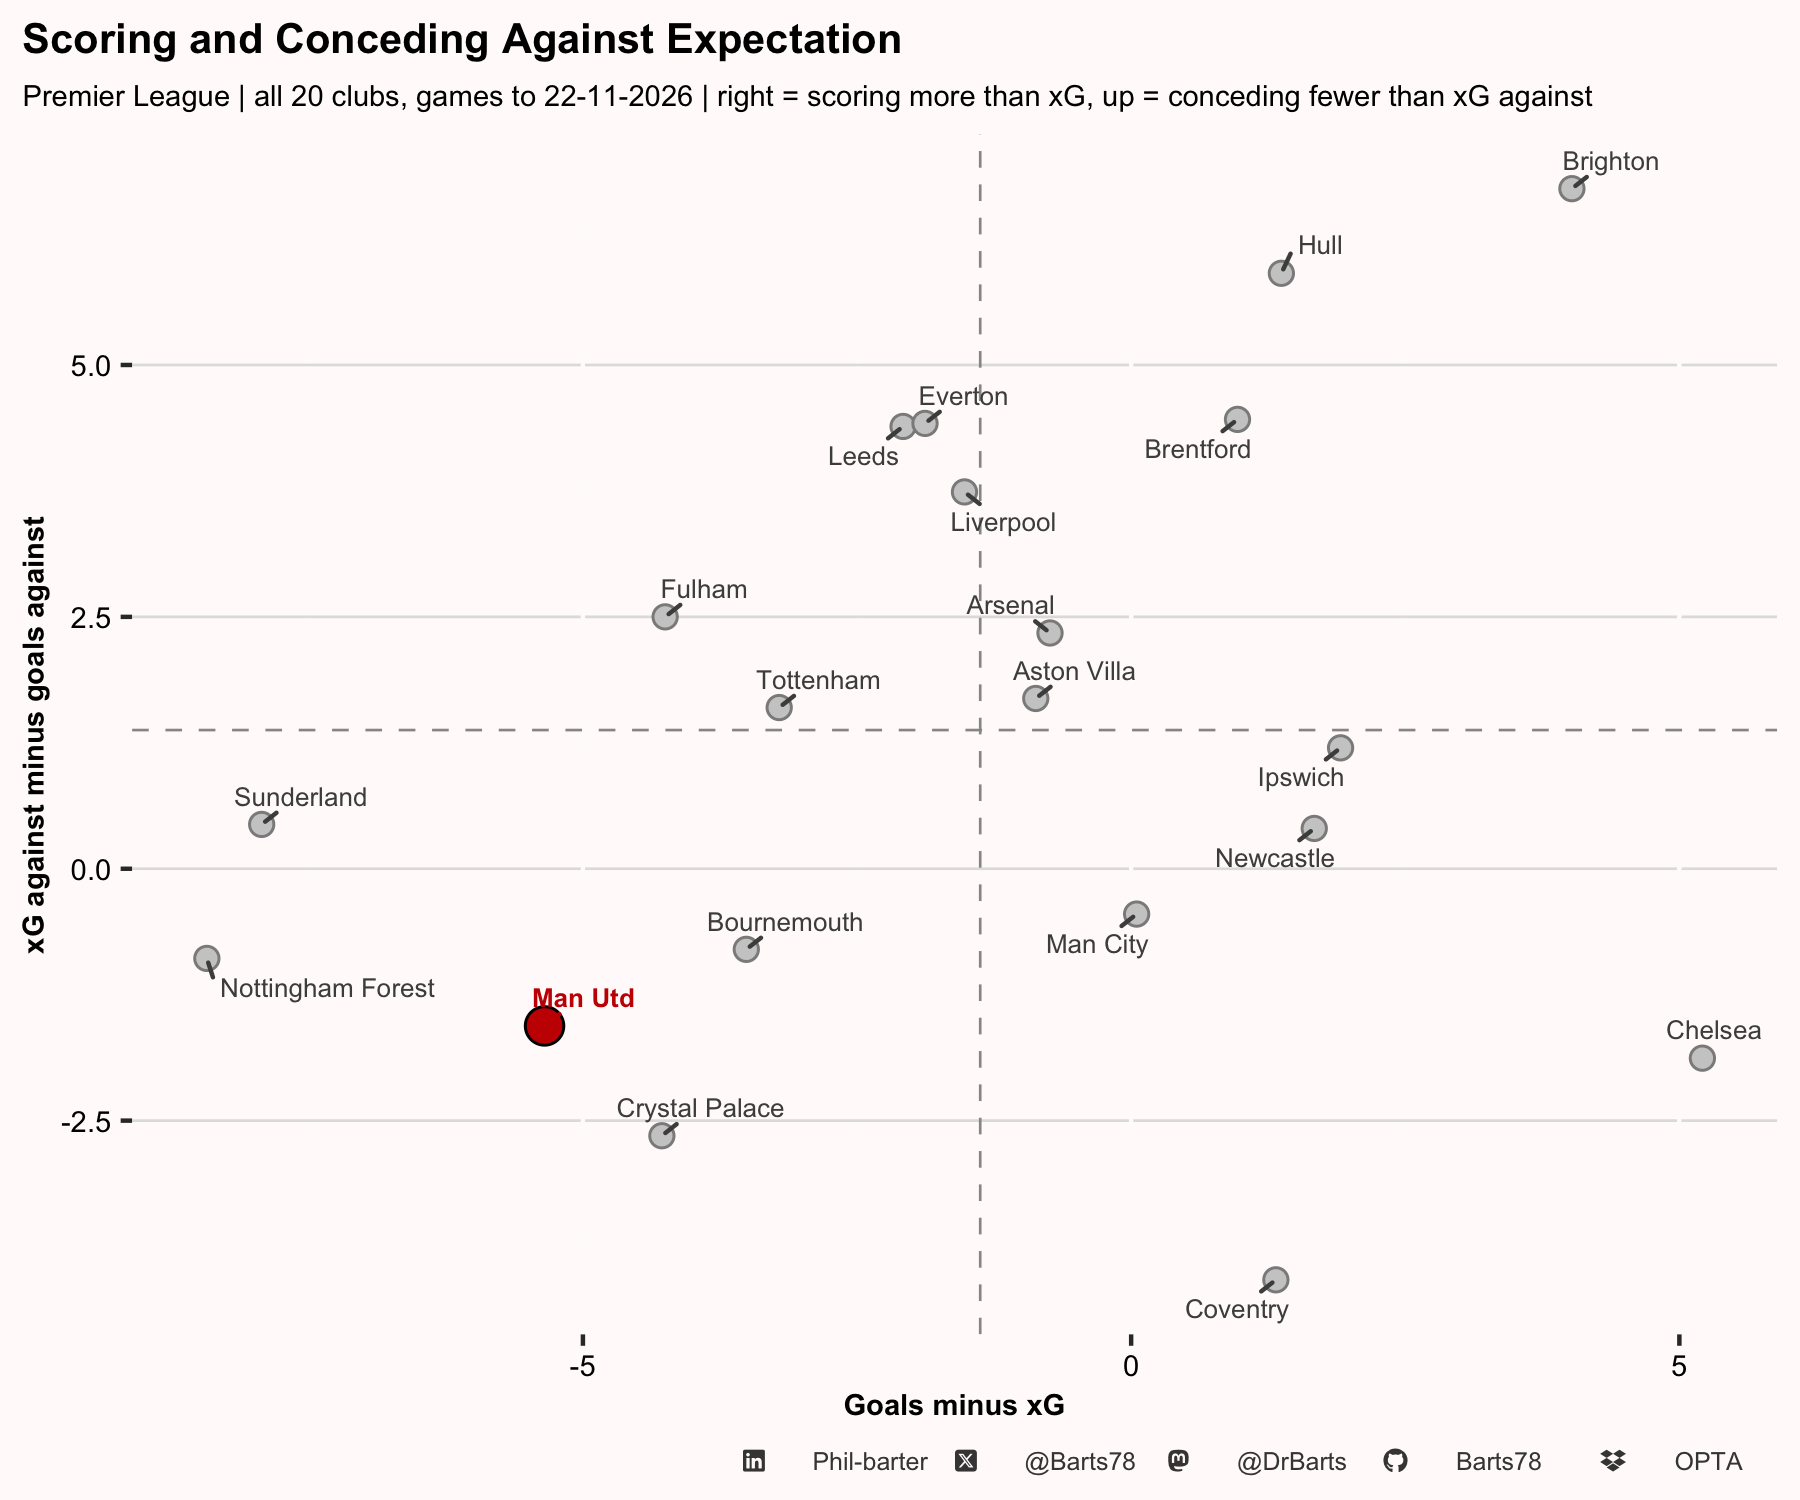 Scoring and Conceding Against Expectation
Premier League | all 20 clubs, games to 22-11-2026 | right = scoring more than xG, up = conceding fewer than xG against
Brighton
Hull
5.0
Everton
Leeds
Brentford
Liverpool
Fulham
Arsenal
2.5
Aston Villa
Tottenham
Ipswich
Sunderland
Newcastle
0.0
Bournemouth
Man City
Nottingham Forest
Man Utd
Chelsea
Crystal Palace
-2.5
Coventry
xG against minus goals against
-5 0 5
Goals minus xG
Phil-barter @Barts78 @DrBarts Barts78 OPTA